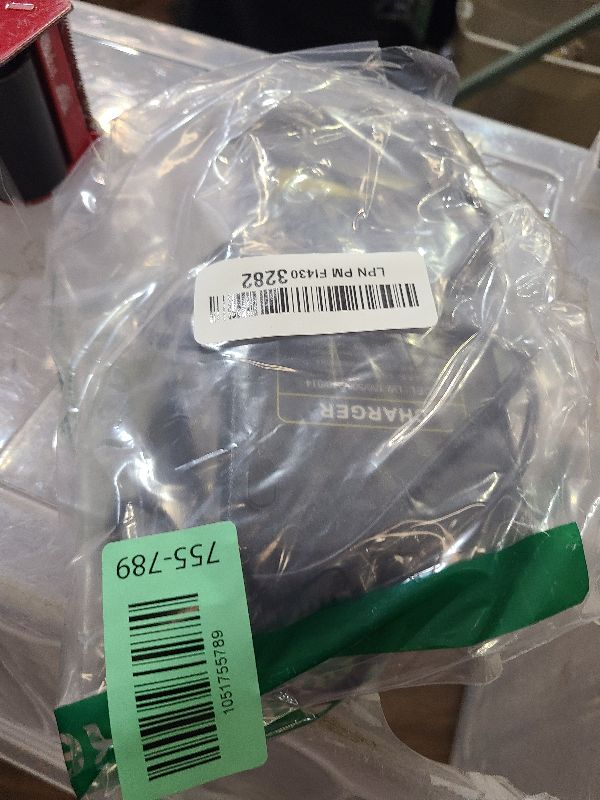 LPN PM FI430 3282
CHARGER
755-789
1051755789